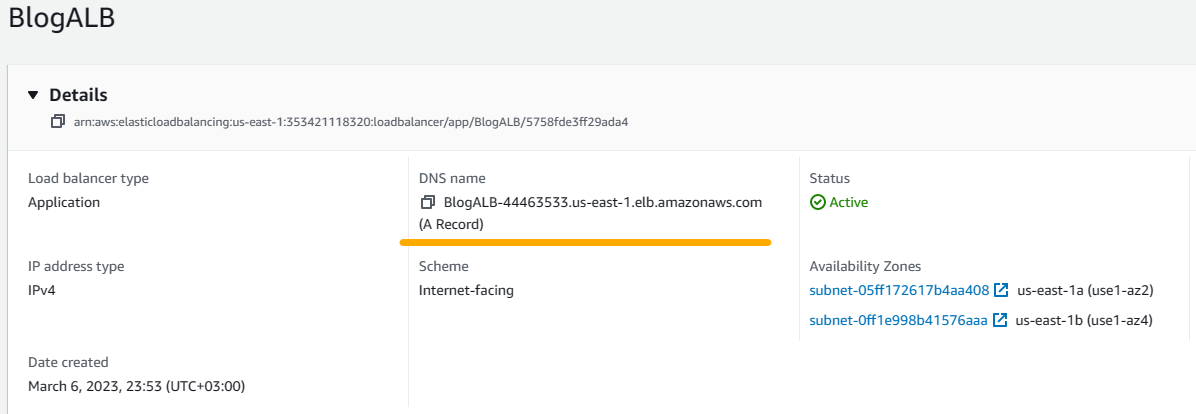 BlogALB
Details
arn:aws:elasticloadbalancing:us-east-1:353421118320:loadbalancer/app/BlogALB/5758fde3ff29ada4
Load balancer type
Application
DNS name
BlogALB-44463533.us-east-1.elb.amazonaws.com
(A Record)
Status
Active
IP address type
IPv4
Scheme
Internet-facing
Availability Zones
subnet-05ff172617b4aa408 us-east-1a (use1-az2)
subnet-0ff1e998b41576aaa us-east-1b (use1-az4)
Date created
March 6, 2023, 23:53 (UTC+03:00)